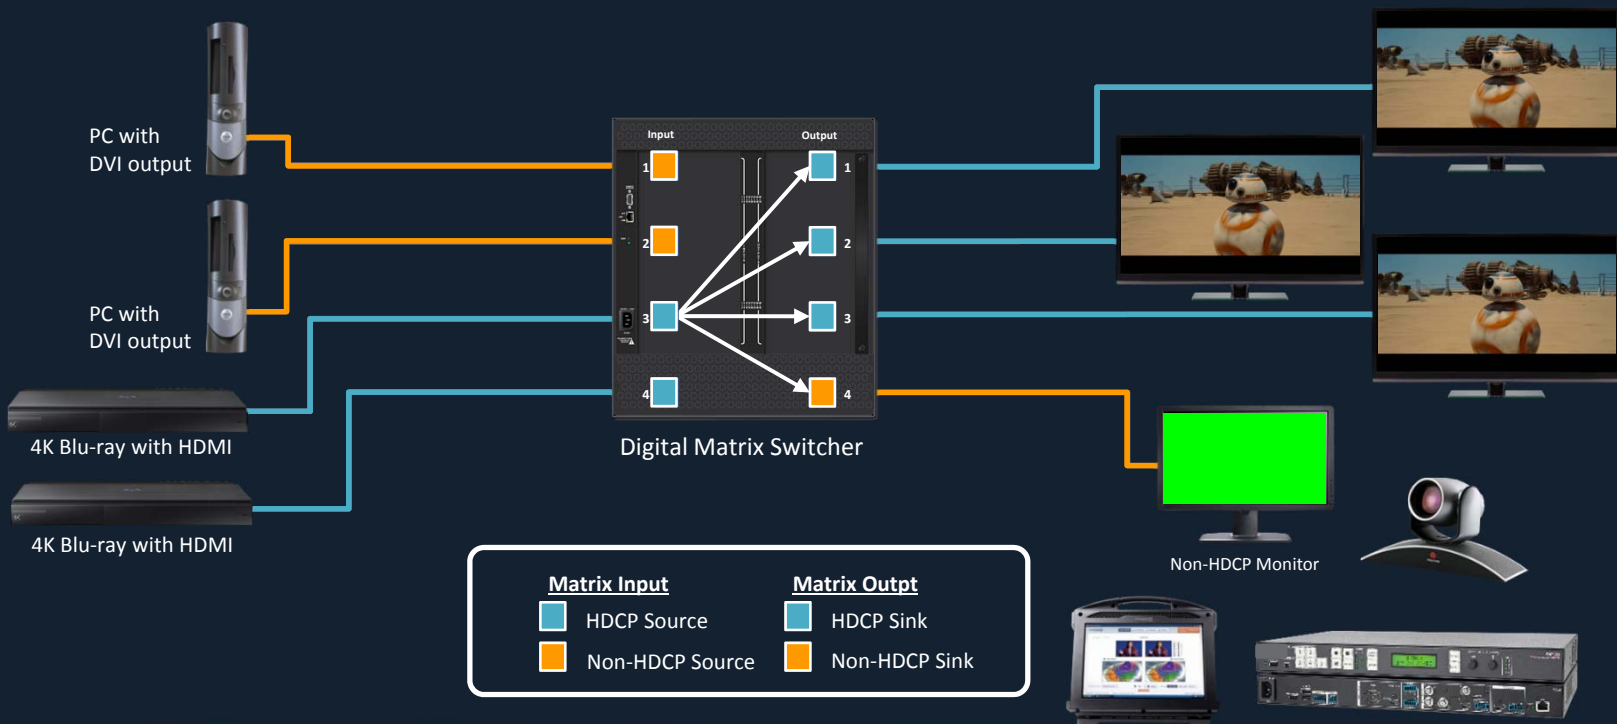 PC with
DVI output
PC with
DVI output
4K Blu-ray with HDMI
4K Blu-ray with HDMI
Input
Output
1
1
2
2
3
3
4
4
Digital Matrix Switcher
Non-HDCP Monitor
Matrix Input
Matrix Outpt
HDCP Source
HDCP Sink
Non-HDCP Source
Non-HDCP Sink